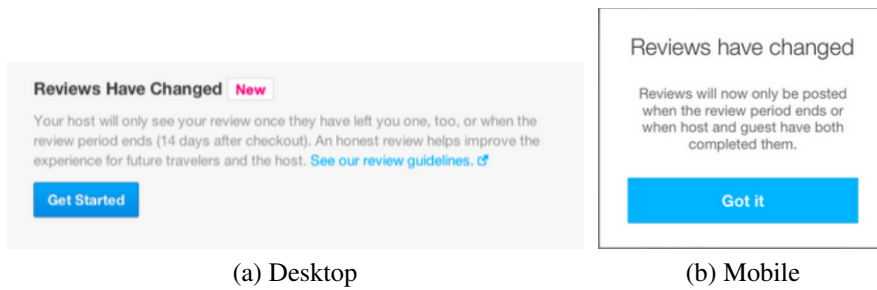 Reviews Have Changed New
Your host will only see your review once they have left you one, too, or when the
review period ends (14 days after checkout). An honest review helps improve the
experience for future travelers and the host. See our review guidelines.
Get Started
(a) Desktop
Reviews have changed
Reviews will now only be posted
when the review period ends or
when host and guest have both
completed them.
Got it
(b) Mobile